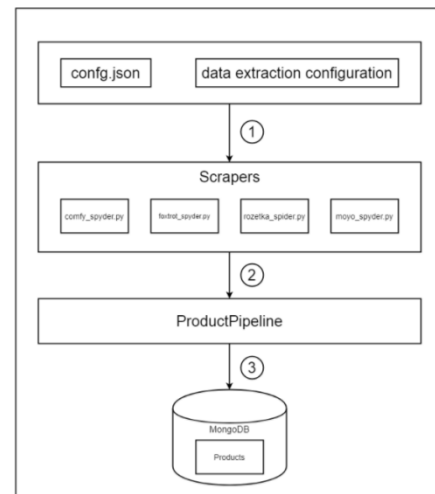 confg.json data extraction configuration
1
Scrapers
comfy_spyder.py foxtrot_spyder.py rozetka_spider.py moyo_spyder.py
2
ProductPipeline
3
MongoDB
Products